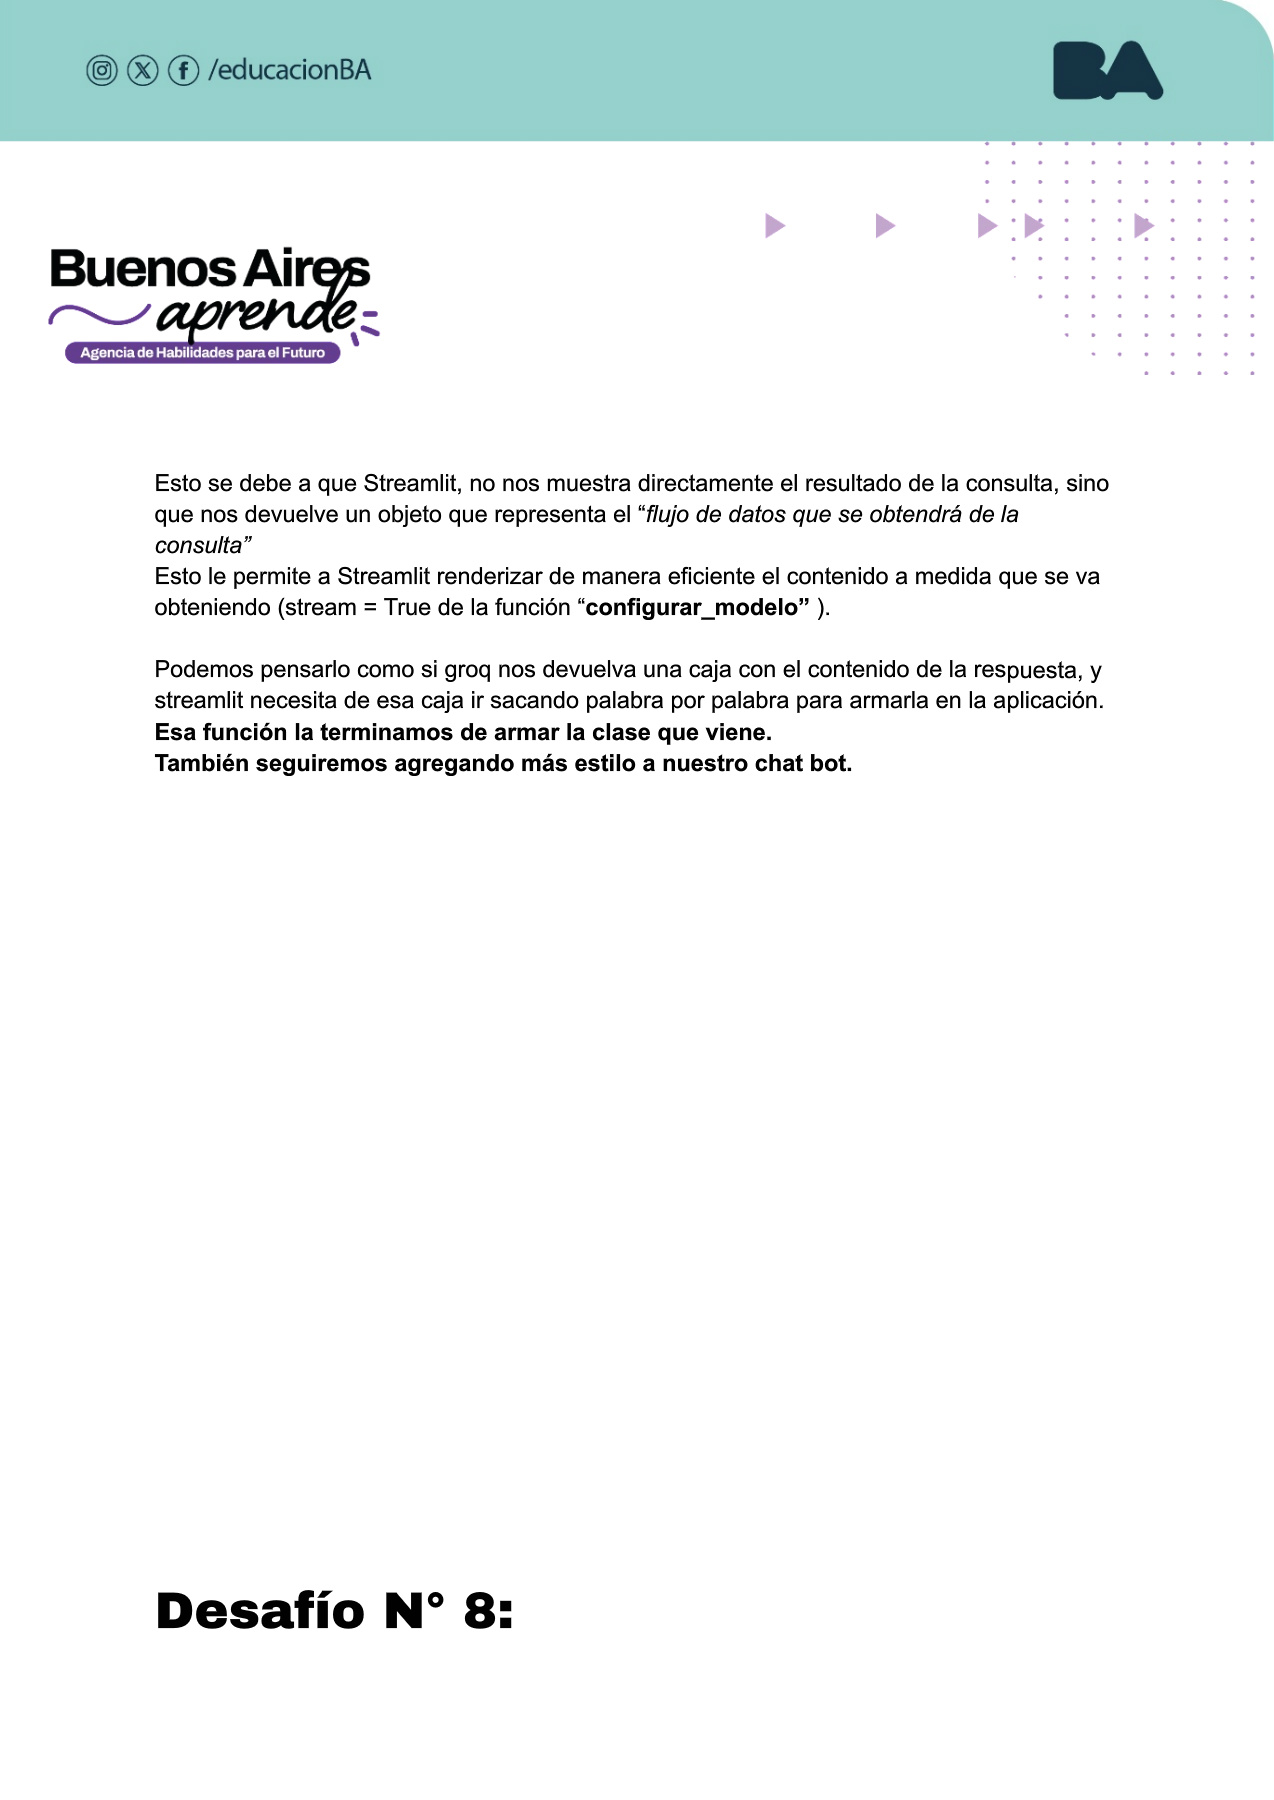 /educacionBA
BA
Buenos Aires
aprende
Agencia de Habilidades para el Futuro
Esto se debe a que Streamlit, no nos muestra directamente el resultado de la consulta, sino
que nos devuelve un objeto que representa el “flujo de datos que se obtendrá de la
consulta”
Esto le permite a Streamlit renderizar de manera eficiente el contenido a medida que se va
obteniendo (stream = True de la función “configurar_modelo” ).
Podemos pensarlo como si groq nos devuelva una caja con el contenido de la respuesta, y
streamlit necesita de esa caja ir sacando palabra por palabra para armarla en la aplicación.
Esa función la terminamos de armar la clase que viene.
También seguiremos agregando más estilo a nuestro chat bot.
Desafío N° 8: